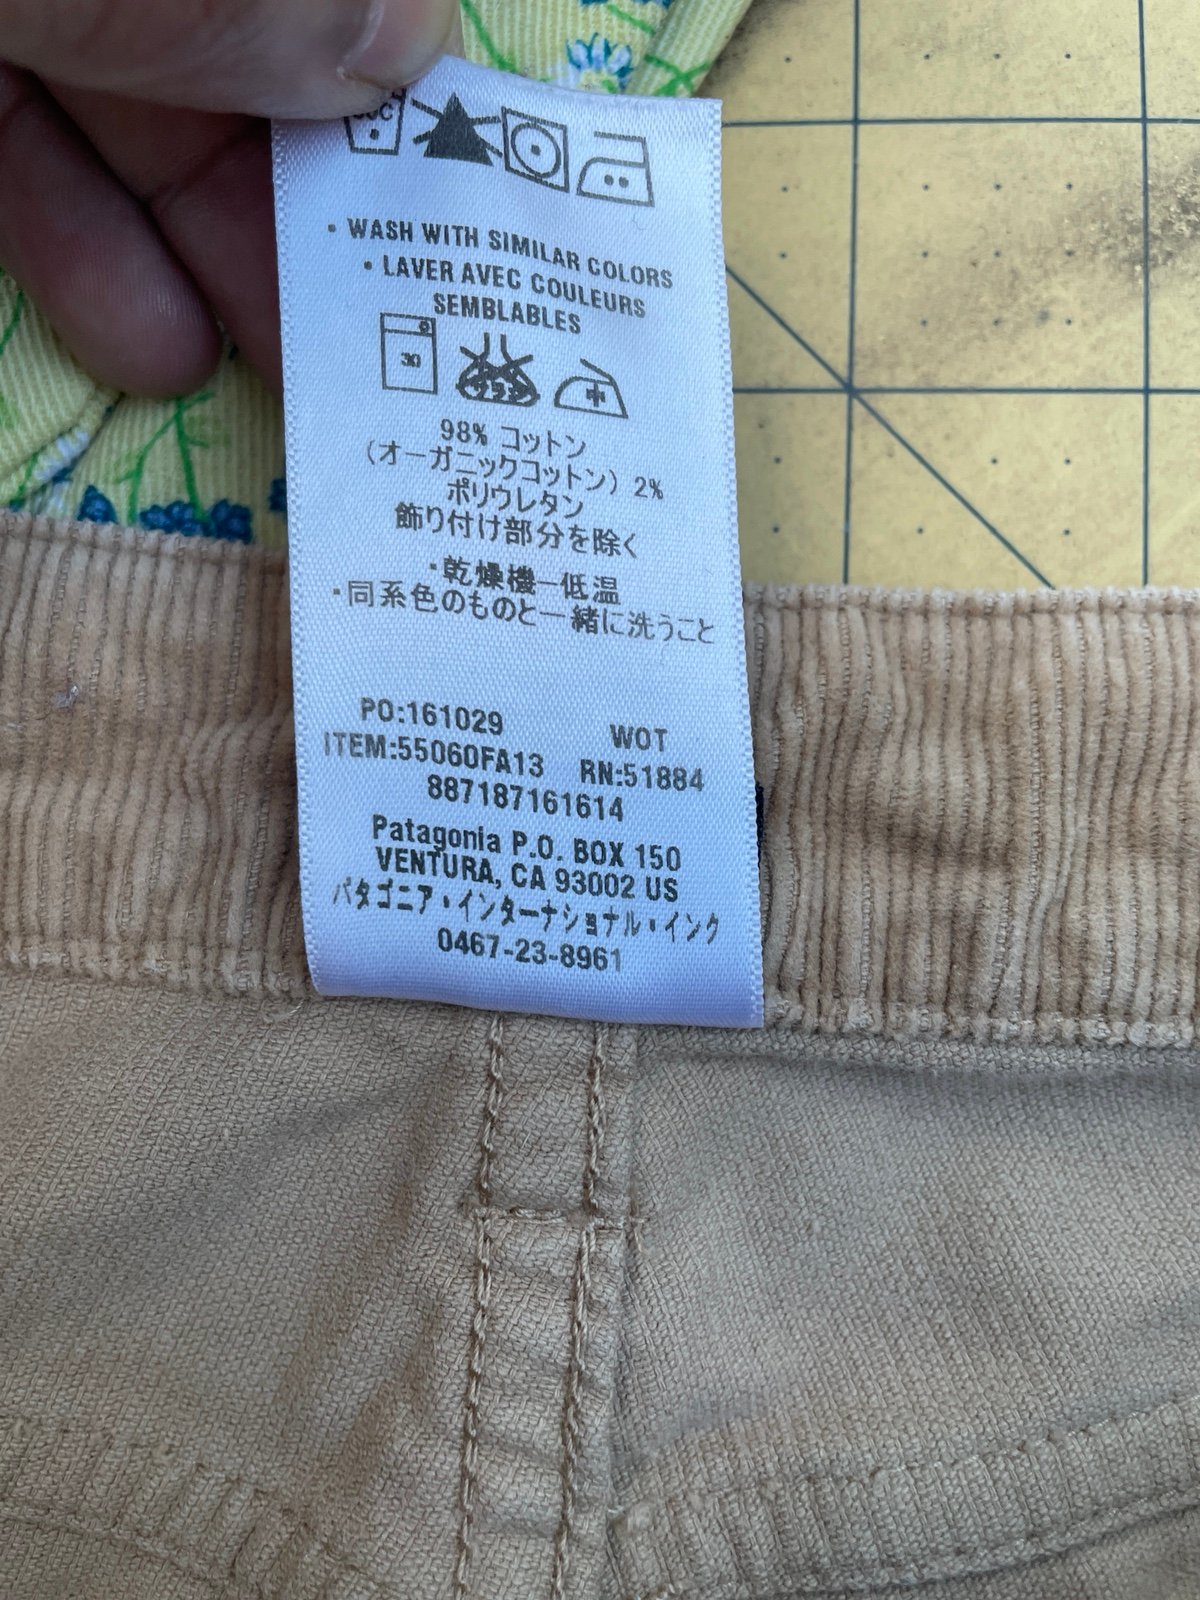 • WASH WITH SIMILAR COLORS
• LAVER AVEC COULEURS
SEMBLABLES
30 中
98% コットン
(オーガニックコットン) 2%
ポリウレタン
飾り付け部分を除く
・乾燥機ー低温
・同系色のものと一緒に洗うこと
PO:161029 WOT
ITEM:55060FA13 RN:51884
887187161614
Patagonia P.O. BOX 150
VENTURA, CA 93002 US
パタゴニア・インターナショナル・インク
0467-23-8961